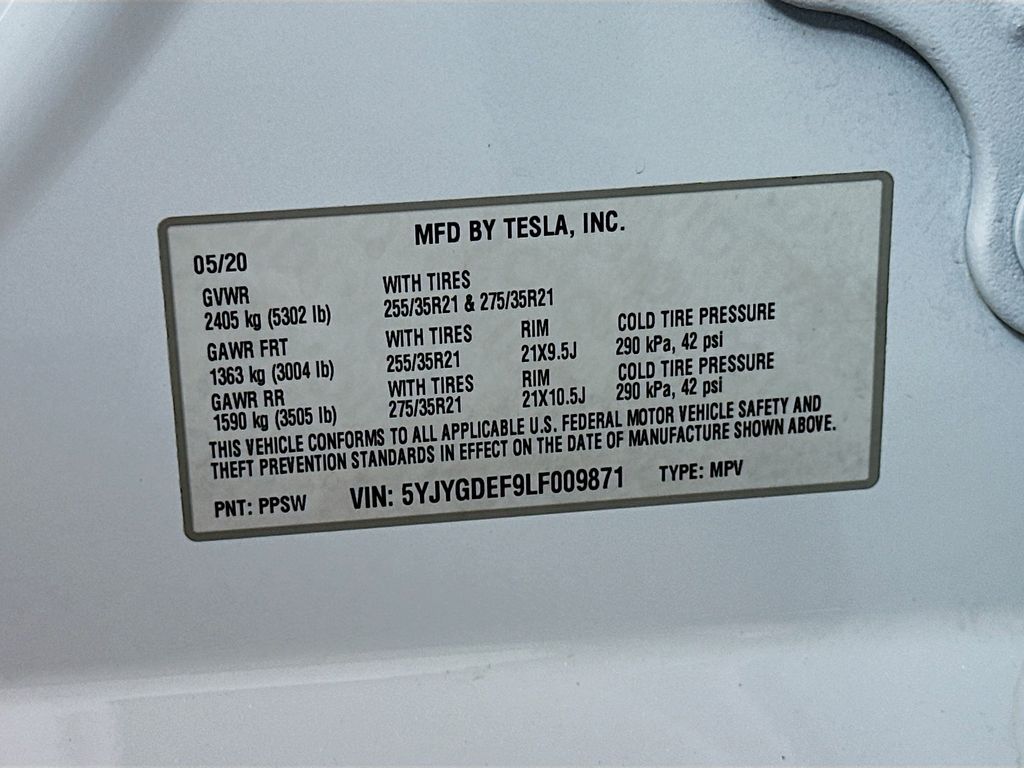 MFD BY TESLA, INC.
05/20
GVWR WITH TIRES
2405 kg (5302 lb) 255/35R21 & 275/35R21
GAWR FRT WITH TIRES RIM COLD TIRE PRESSURE
1363 kg (3004 lb) 255/35R21 21X9.5J 290 kPa, 42 psi
GAWR RR WITH TIRES RIM COLD TIRE PRESSURE
1590 kg (3505 lb) 275/35R21 21X10.5J 290 kPa, 42 psi
THIS VEHICLE CONFORMS TO ALL APPLICABLE U.S. FEDERAL MOTOR VEHICLE SAFETY AND
THEFT PREVENTION STANDARDS IN EFFECT ON THE DATE OF MANUFACTURE SHOWN ABOVE.
PNT: PPSW VIN: 5YJYGDEF9LF009871 TYPE: MPV